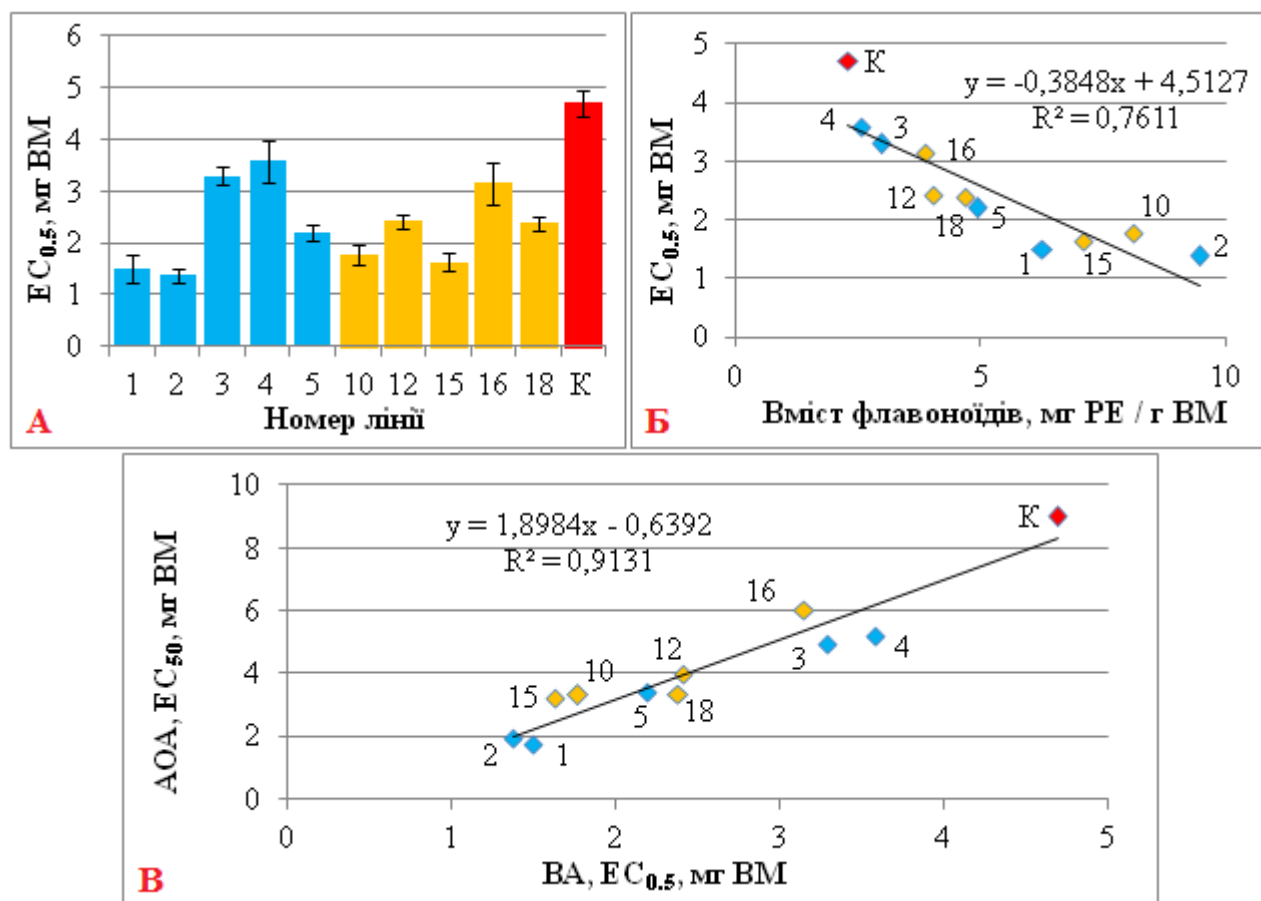 6
5
4
3
2
1
0
EC0.5, мг ВМ
1 2 3 4 5 10 12 15 16 18 К
Номер лінії
А
5
4
3
2
1
0
EC0.5, мг ВМ
К
y = -0,3848x + 4,5127
R² = 0,7611
4
3
16
12
18
5
1
15
10
2
0 5 10
Вміст флавоноїдів, мг РЕ / г ВМ
Б
10
8
6
4
2
0
АОА, EC50, мг ВМ
y = 1,8984x - 0,6392
R² = 0,9131
К
16
3
4
12
15
10
5
18
2
1
0 1 2 3 4 5
ВА, EC0.5, мг ВМ
В